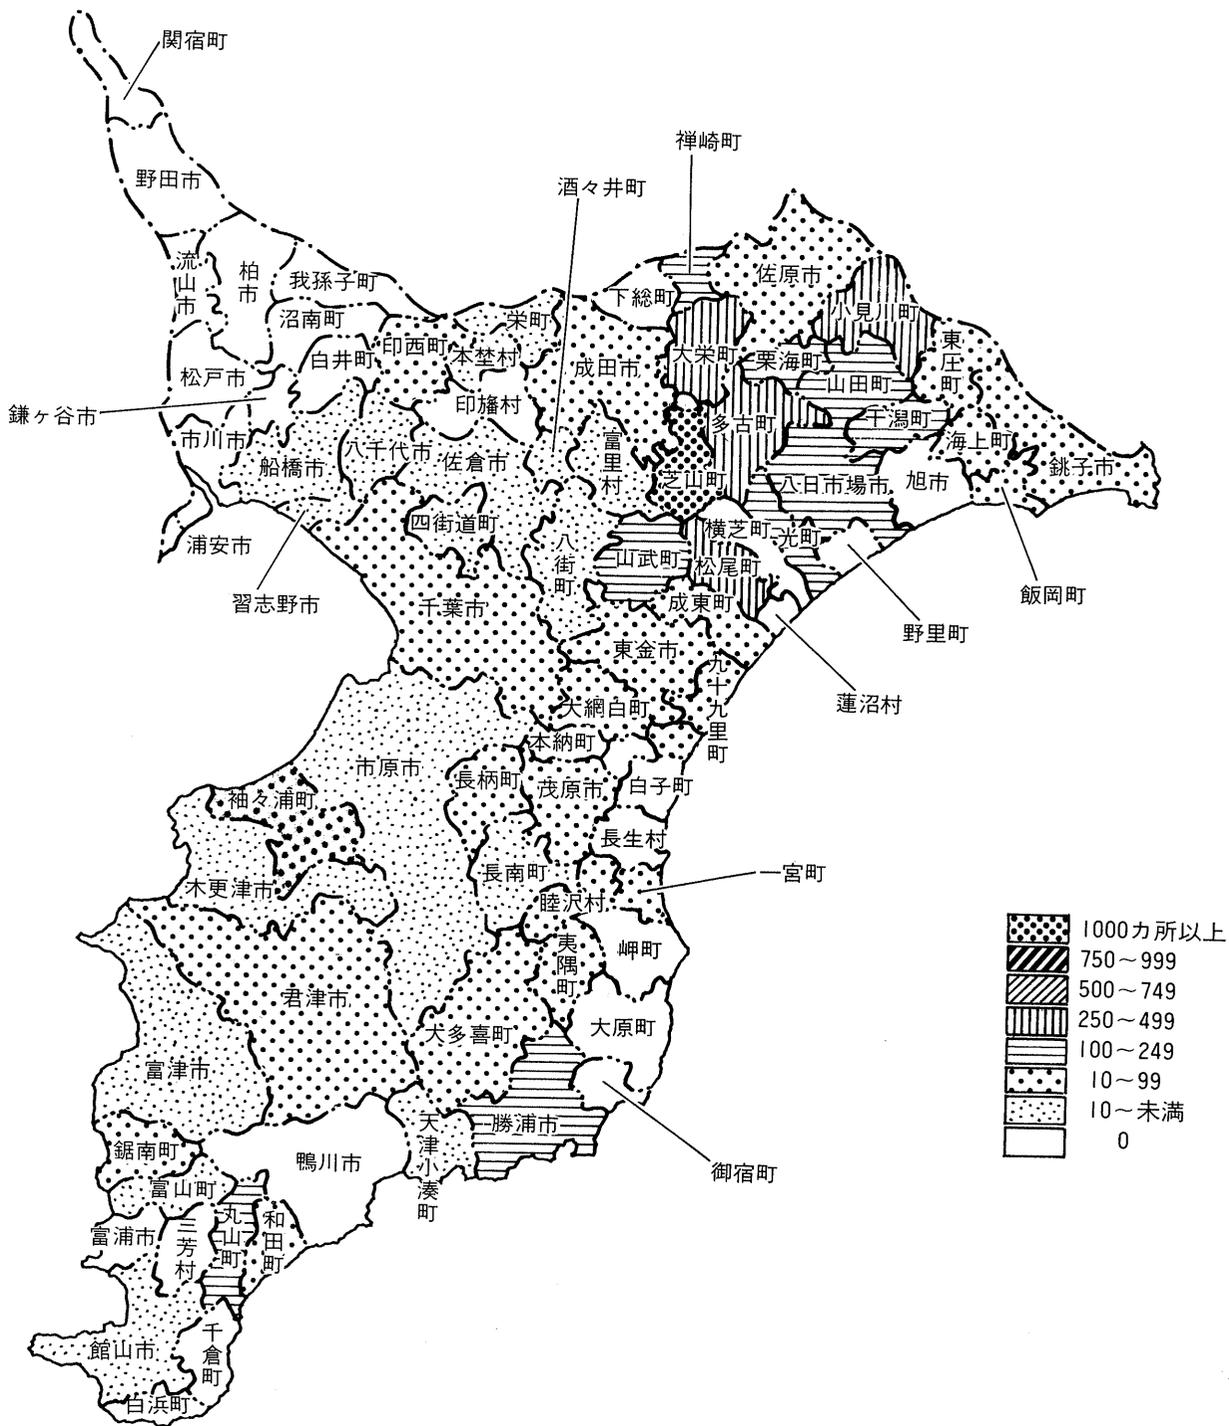 関宿町
野田市
禅崎町
酒々井町
流山市
柏市
我孫子町
沼南町
下総町
佐原市
小見川町
栄町
印西町
本埜村
白井町
成田市
大栄町
栗海町
東庄町
松戸市
山田町
鎌ヶ谷市
印旛村
多古町
干潟町
市川市
船橋市
八千代市
佐倉市
富里村
芝山町
八日市場市
旭市
海上町
銚子市
浦安市
四街道町
八街町
山武町
横芝町
光町
松尾町
習志野市
千葉市
成東町
飯岡町
野里町
東金市
九十九里町
蓮沼村
大網白町
本納町
市原市
長柄町
茂原市
白子町
袖々浦町
長生村
木更津市
長南町
一宮町
睦沢村
夷隅町
岬町
君津市
犬多喜町
大原町
富津市
勝浦市
天津小湊町
御宿町
鋸南町
鴨川市
富山町
富浦市
三芳村
丸山町
和田町
館山市
千倉町
白浜町
1000カ所以上
750～999
500～749
250～499
100～249
10～99
10～未満
0